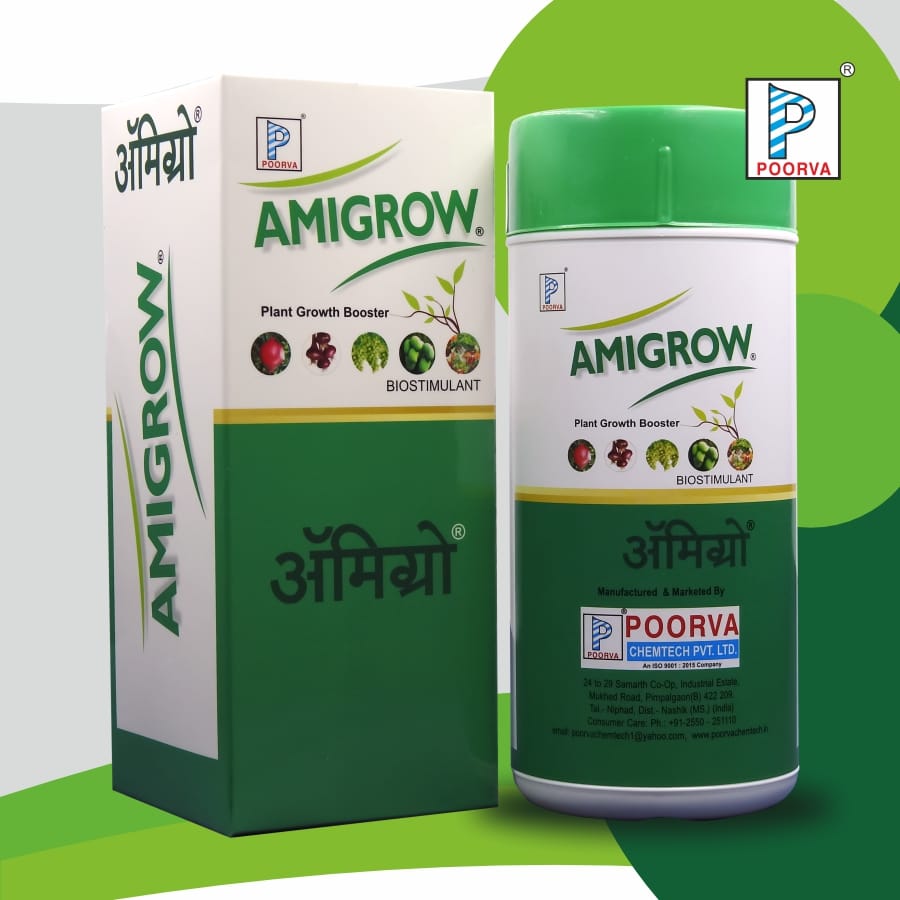 ॲमिग्रो®
AMIGROW®
P®
POORVA
AMIGROW®
Plant Growth Booster
BIOSTIMULANT
ॲमिग्रो®
P®
POORVA
P®
POORVA
AMIGROW®
Plant Growth Booster
BIOSTIMULANT
ॲमिग्रो®
Manufactured & Marketed By
P®
POORVA
POORVA
CHEMTECH PVT. LTD.
An ISO 9001 : 2015 Company
24 to 29 Samarth Co-Op, Industrial Estate,
Mukhed Road, Pimpalgaon(B) 422 209.
Tal.- Niphad, Dist.- Nashik (MS.) (India)
Consumer Care: Ph.: +91-2550 - 251110
email: poorvachemtech1@yahoo.com, www.poorvachemtech.in